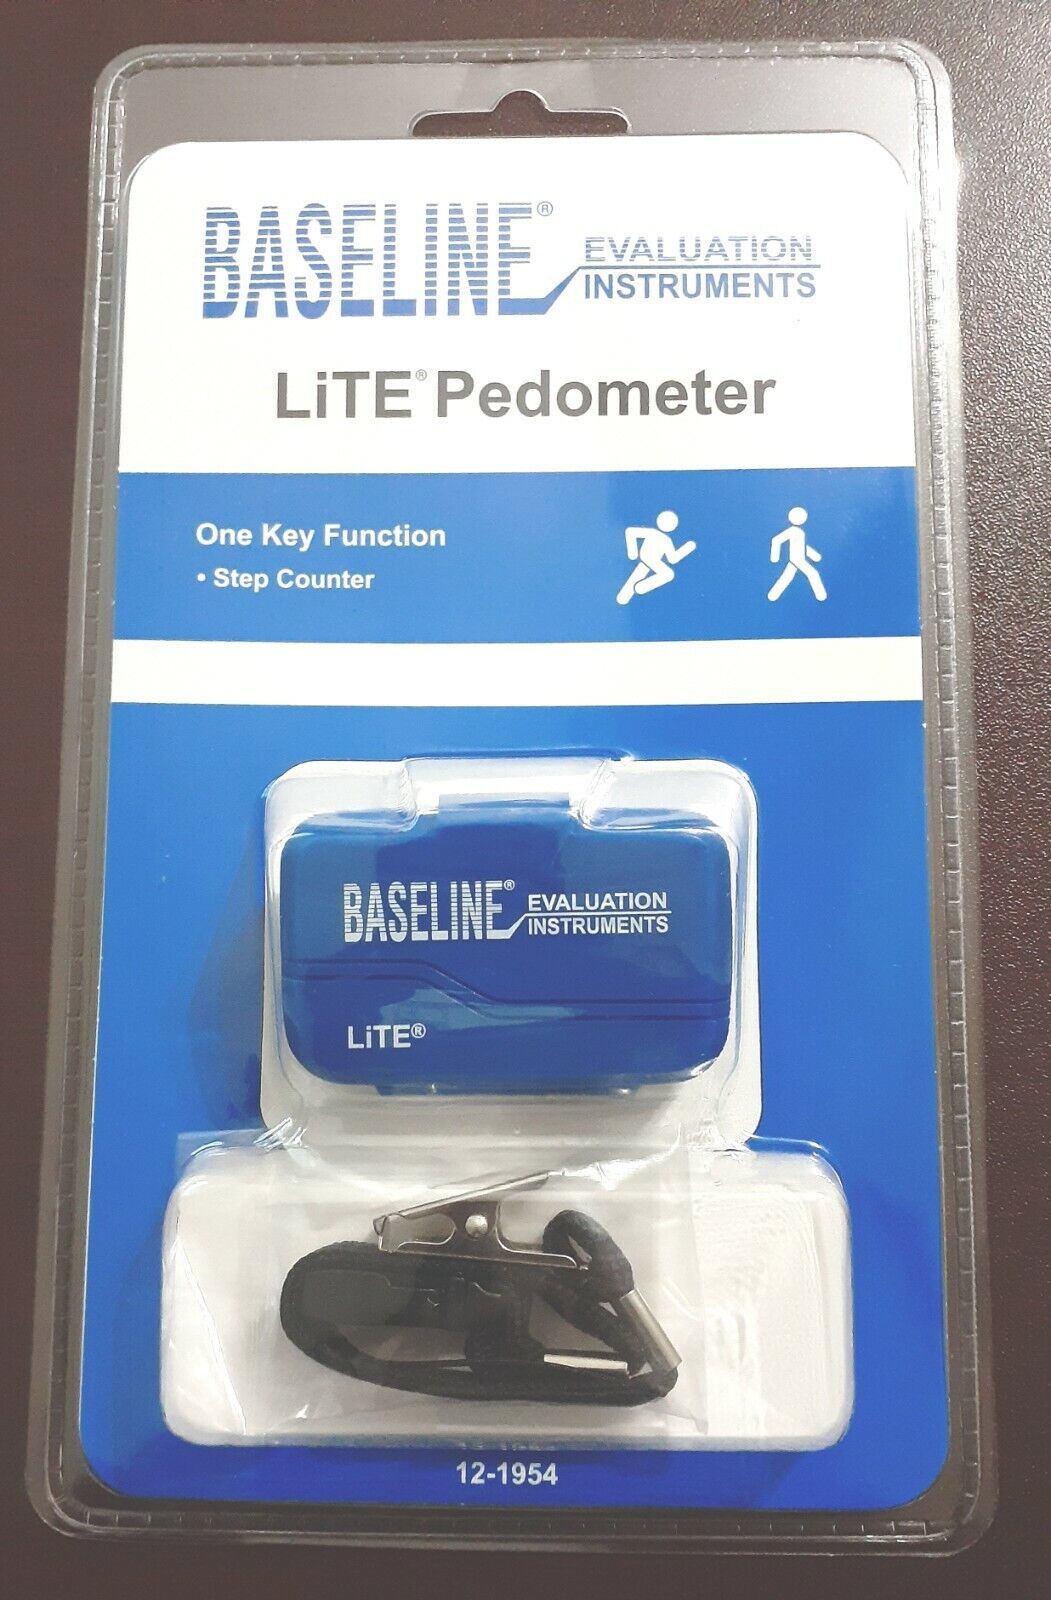 BASELINE® EVALUATION
INSTRUMENTS
LiTE® Pedometer
One Key Function
• Step Counter
BASELINE® EVALUATION
INSTRUMENTS
LiTE®
12-1954